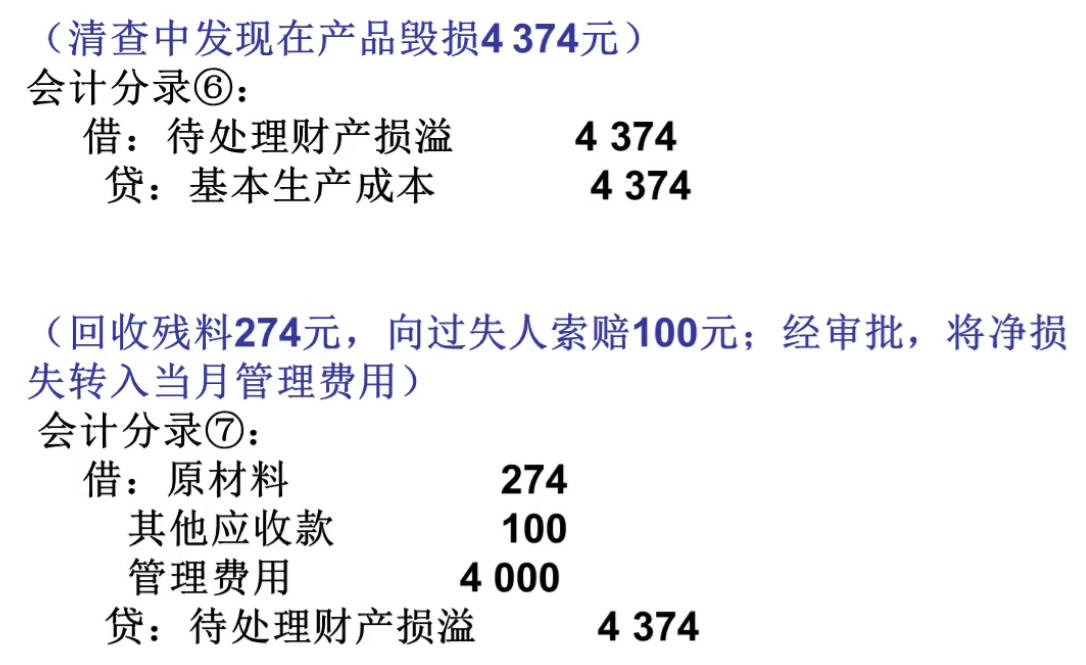 （清查中发现在产品毁损4 374元）
会计分录⑥：
借：待处理财产损溢 4 374
贷：基本生产成本 4 374
（回收残料274元，向过失人索赔100元；经审批，将净损
失转入当月管理费用）
会计分录⑦：
借：原材料 274
其他应收款 100
管理费用 4 000
贷：待处理财产损溢 4 374